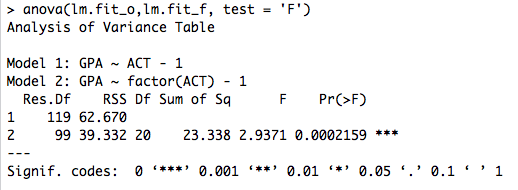 > anova(lm.fit_o,lm.fit_f, test = 'F')
Analysis of Variance Table
Model 1: GPA ~ ACT - 1
Model 2: GPA ~ factor(ACT) - 1
  Res.Df    RSS Df Sum of Sq      F    Pr(>F)
1    119 62.670
2     99 39.332 20    23.338 2.9371 0.0002159 ***
---
Signif. codes:  0 ‘***’ 0.001 ‘**’ 0.01 ‘*’ 0.05 ‘.’ 0.1 ‘ ’ 1